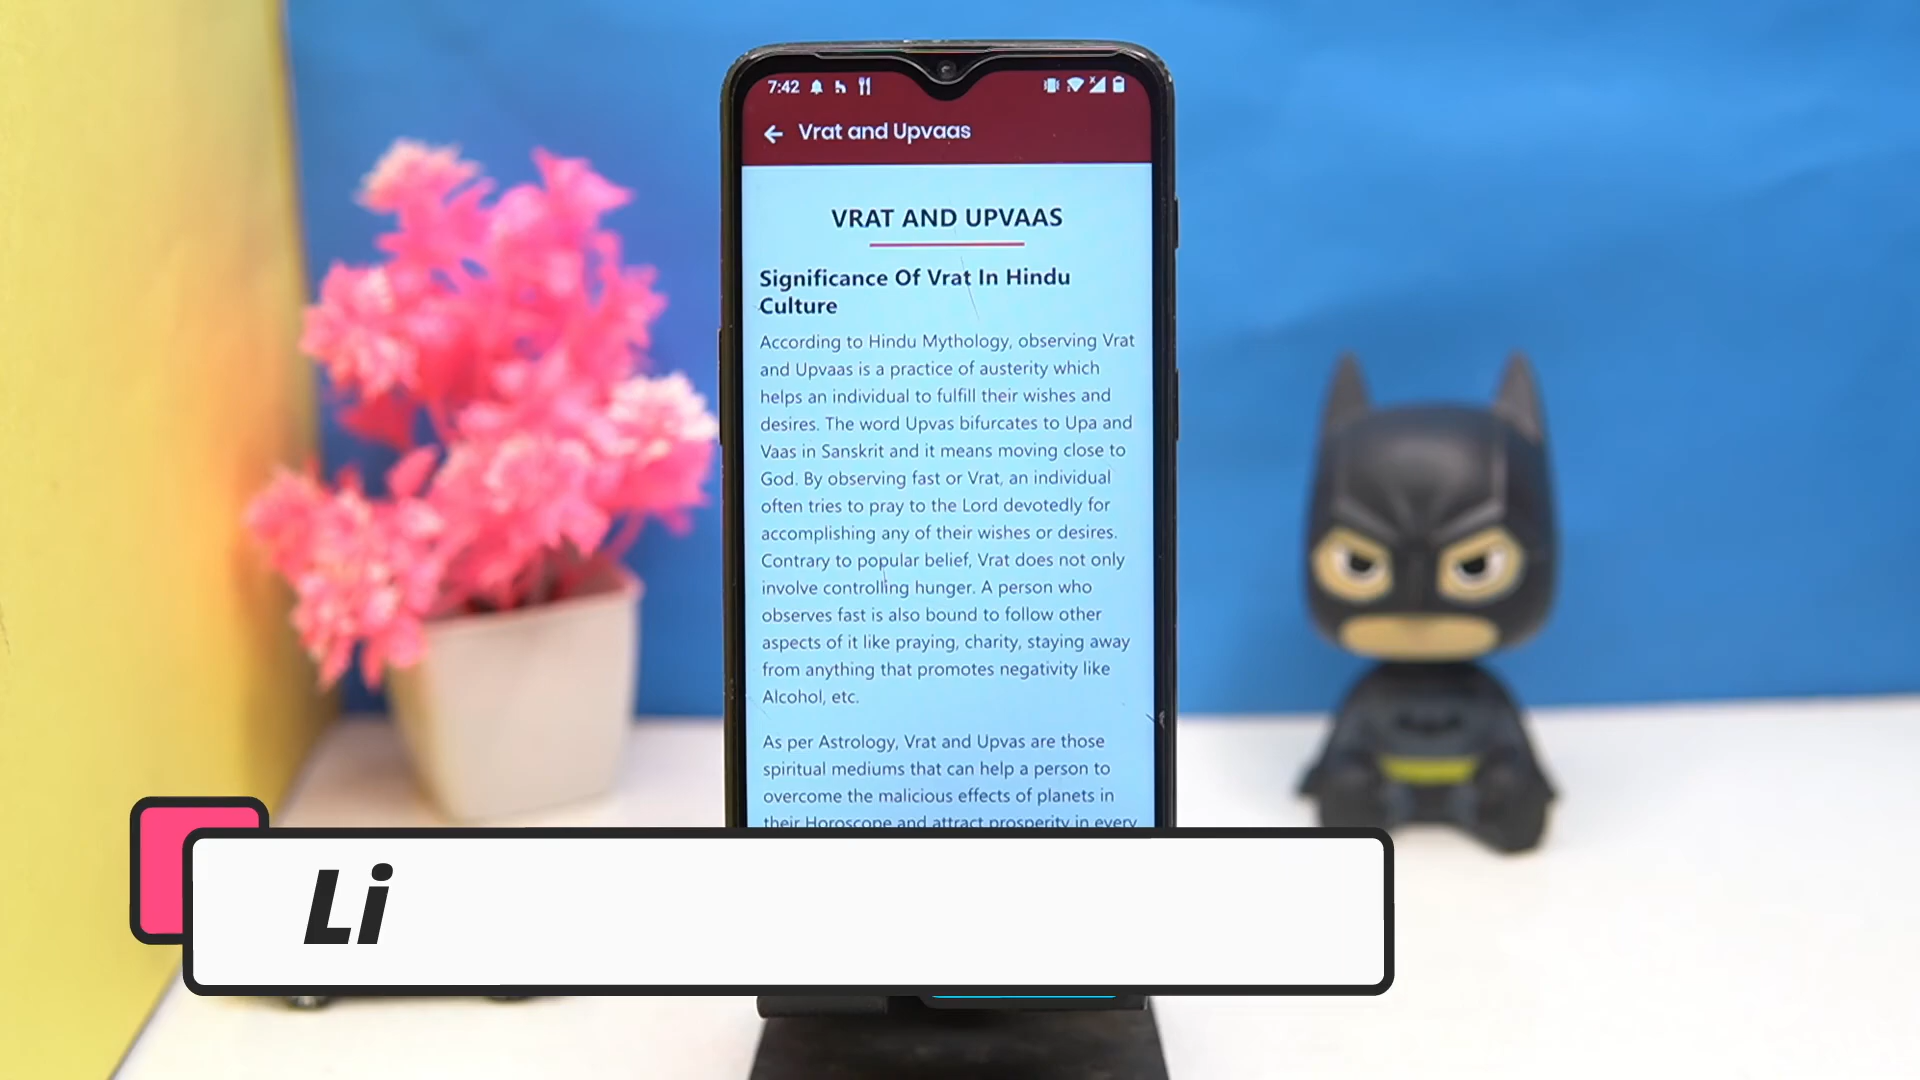 7:42
Vrat and Upvaas
VRAT AND UPVAAS
Significance Of Vrat In Hindu
Culture
According to Hindu Mythology, observing Vrat
and Upvaas is a practice of austerity which
helps an individual to fulfill their wishes and
desires. The word Upvas bifurcates to Upa and
Vaas in Sanskrit and it means moving close to
God. By observing fast or Vrat, an individual
often tries to pray to the Lord devotedly for
accomplishing any of their wishes or desires.
Contrary to popular belief, Vrat does not only
involve controlling hunger. A person who
observes fast is also bound to follow other
aspects of it like praying, charity, staying away
from anything that promotes negativity like
Alcohol, etc.
As per Astrology, Vrat and Upvas are those
spiritual mediums that can help a person to
overcome the malicious effects of planets in
their Horoscope and attract prosperity in every
Li